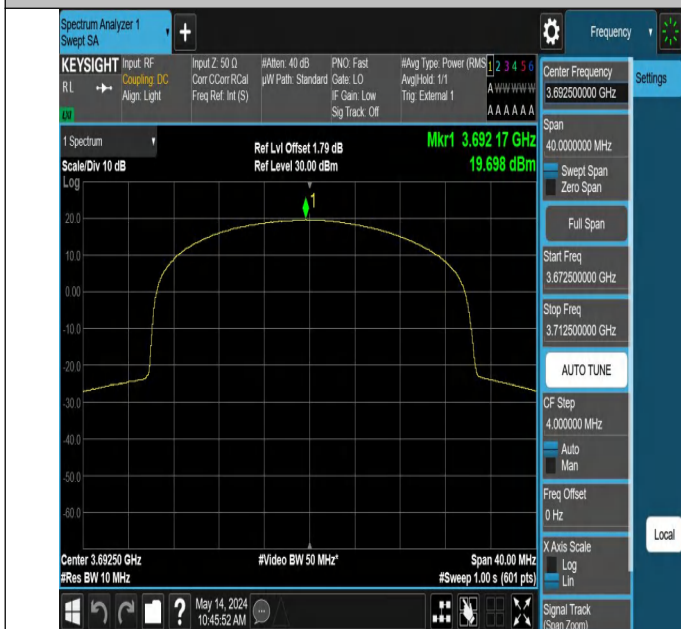 Spectrum Analyzer 1
Swept SA
+
Frequency
KEYSIGHT
RL
Input: RF
Coupling: DC
Align: Light
Input Z: 50 Ω
Corr CCorr RCal
Freq Ref: Int (S)
#Atten: 40 dB
µW Path: Standard
PNO: Fast
Gate: LO
IF Gain: Low
Sig Track: Off
#Avg Type: Power (RMS
Avg|Hold: 1/1
Trig: External 1
1 2 3 4 5 6
A W W W W W
A A A A A A
Center Frequency
3.692500000 GHz
Settings
Span
40.0000000 MHz
Swept Span
Zero Span
Full Span
Start Freq
3.672500000 GHz
Stop Freq
3.712500000 GHz
AUTO TUNE
CF Step
4.000000 MHz
Auto
Man
Freq Offset
0 Hz
X Axis Scale
Log
Lin
Local
Signal Track
(Span Zoom)
1 Spectrum
Scale/Div 10 dB
Log
Ref Lvl Offset 1.79 dB
Ref Level 30.00 dBm
Mkr1 3.692 17 GHz
19.698 dBm
1
20.0
10.0
0.00
-10.0
-20.0
-30.0
-40.0
-50.0
-60.0
Center 3.69250 GHz
#Res BW 10 MHz
#Video BW 50 MHz*
Span 40.00 MHz
#Sweep 1.00 s (601 pts)
?
May 14, 2024
10:45:52 AM